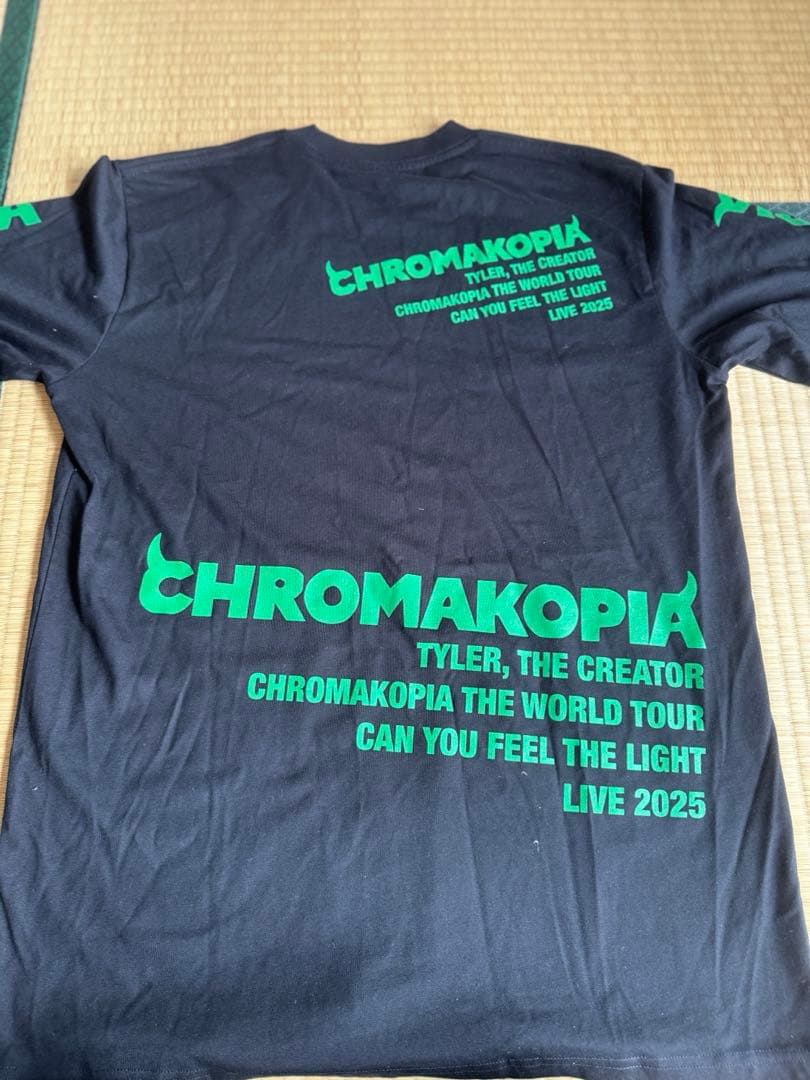 CHROMAKOPIA
TYLER, THE CREATOR
CHROMAKOPIA THE WORLD TOUR
CAN YOU FEEL THE LIGHT
LIVE 2025
CHROMAKOPIA
TYLER, THE CREATOR
CHROMAKOPIA THE WORLD TOUR
CAN YOU FEEL THE LIGHT
LIVE 2025